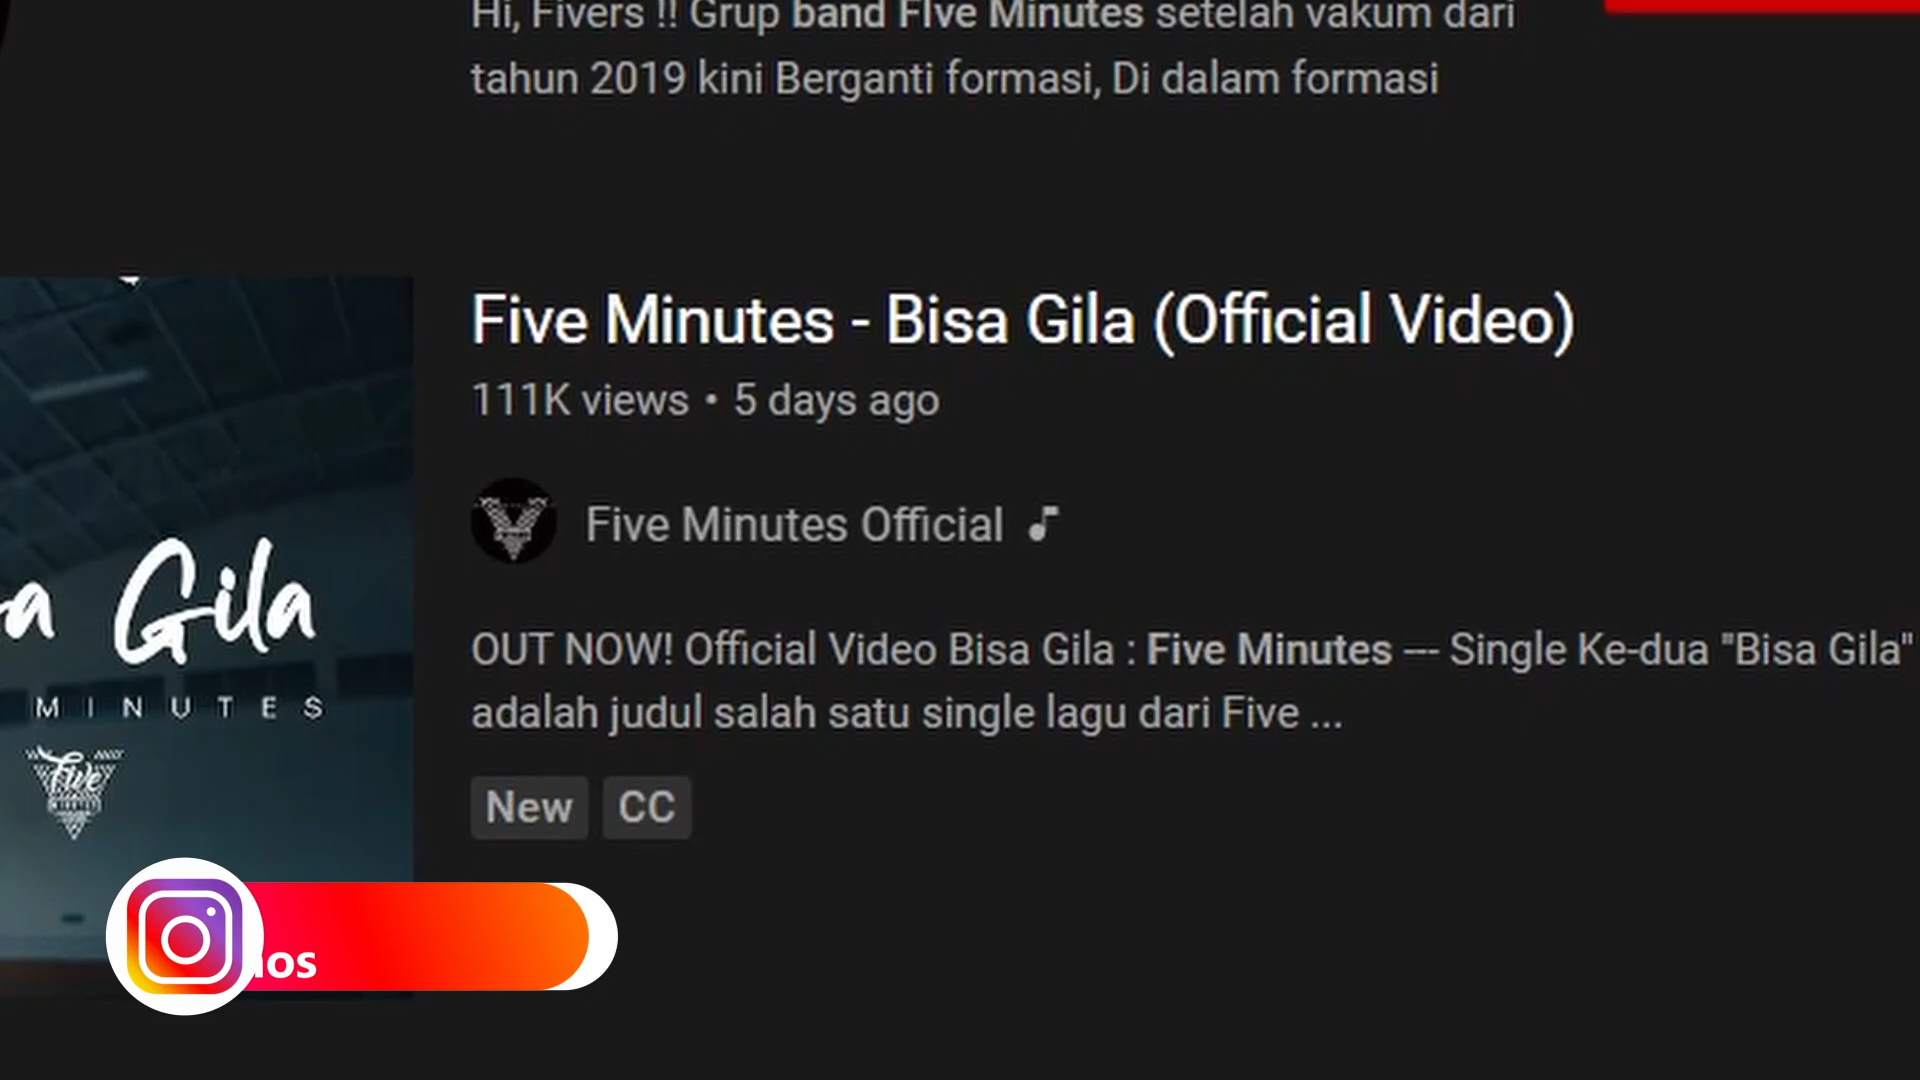 Hi, Fivers !! Grup band FIve Minutes setelah vakum dari
tahun 2019 kini Berganti formasi, Di dalam formasi
Five Minutes - Bisa Gila (Official Video)
111K views • 5 days ago
Five Minutes Official
OUT NOW! Official Video Bisa Gila : Five Minutes --- Single Ke-dua "Bisa Gila"
adalah judul salah satu single lagu dari Five ...
New CC
Gila
MINUTES
Five